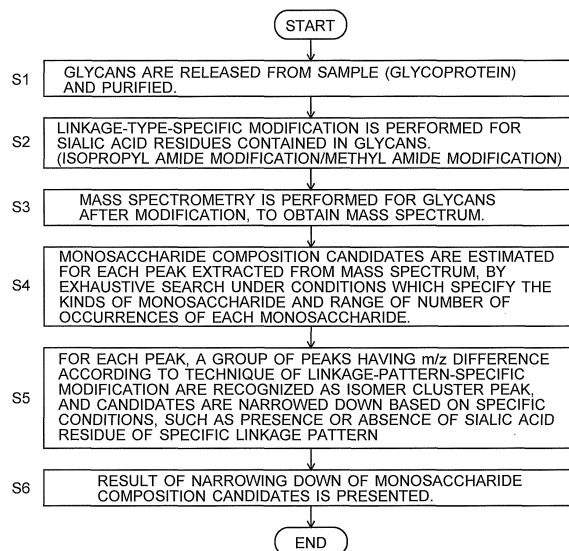 START
S1
GLYCANS ARE RELEASED FROM SAMPLE (GLYCOPROTEIN)
AND PURIFIED.
S2
LINKAGE-TYPE-SPECIFIC MODIFICATION IS PERFORMED FOR
SIALIC ACID RESIDUES CONTAINED IN GLYCANS.
(ISOPROPYL AMIDE MODIFICATION/METHYL AMIDE MODIFICATION)
S3
MASS SPECTROMETRY IS PERFORMED FOR GLYCANS
AFTER MODIFICATION, TO OBTAIN MASS SPECTRUM.
S4
MONOSACCHARIDE COMPOSITION CANDIDATES ARE ESTIMATED
FOR EACH PEAK EXTRACTED FROM MASS SPECTRUM, BY
EXHAUSTIVE SEARCH UNDER CONDITIONS WHICH SPECIFY THE
KINDS OF MONOSACCHARIDE AND RANGE OF NUMBER OF
OCCURRENCES OF EACH MONOSACCHARIDE.
S5
FOR EACH PEAK, A GROUP OF PEAKS HAVING m/z DIFFERENCE
ACCORDING TO TECHNIQUE OF LINKAGE-PATTERN-SPECIFIC
MODIFICATION ARE RECOGNIZED AS ISOMER CLUSTER PEAK,
AND CANDIDATES ARE NARROWED DOWN BASED ON SPECIFIC
CONDITIONS, SUCH AS PRESENCE OR ABSENCE OF SIALIC ACID
RESIDUE OF SPECIFIC LINKAGE PATTERN
S6
RESULT OF NARROWING DOWN OF MONOSACCHARIDE
COMPOSITION CANDIDATES IS PRESENTED.
END